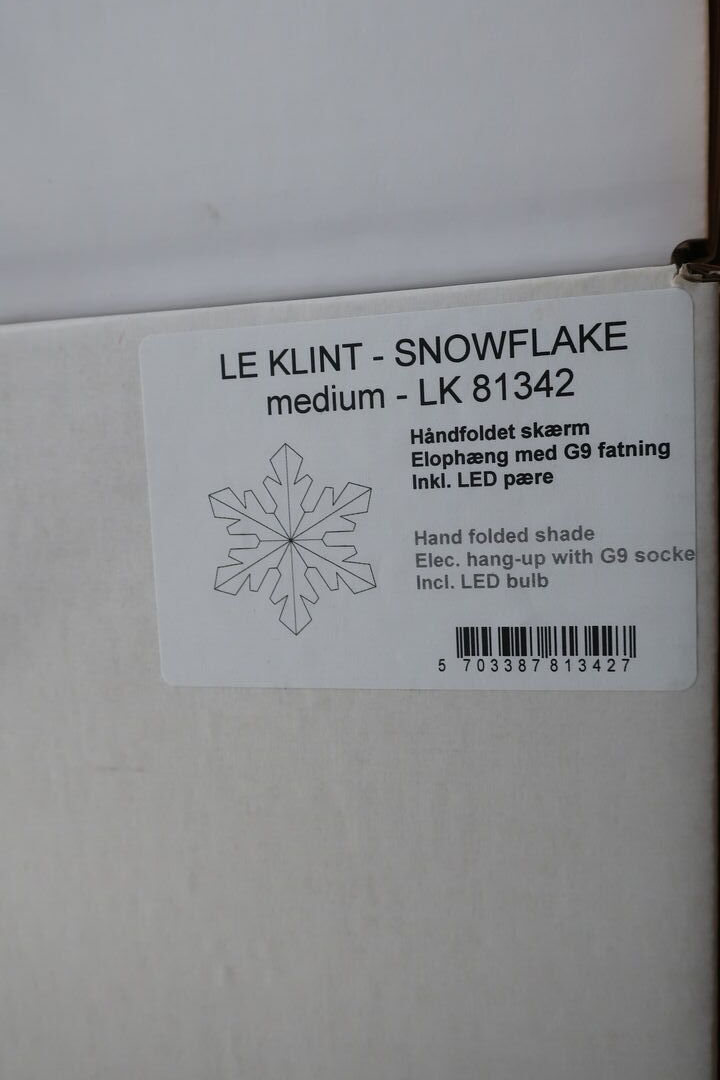 LE KLINT - SNOWFLAKE
medium - LK 81342
Håndfoldet skærm
Elophæng med G9 fatning
Inkl. LED pære
Hand folded shade
Elec. hang-up with G9 socke
Incl. LED bulb
5 703387 813427